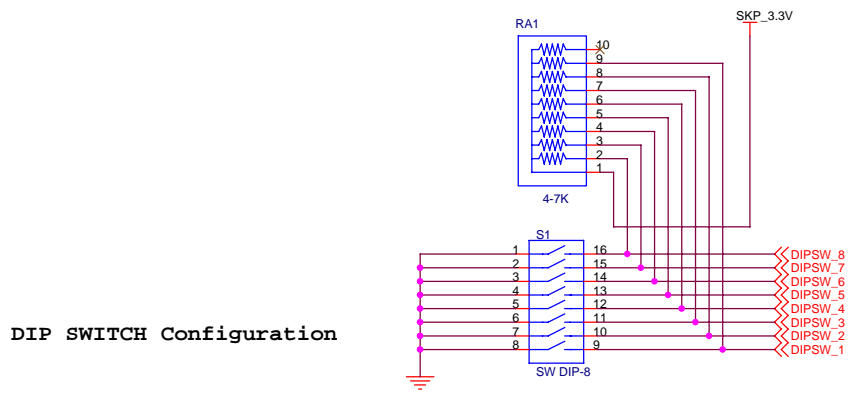 SKP_3.3V
RA1
10
9
8
7
6
5
4
3
2
1
4-7K
S1
1 16 DIPSW_8
2 15 DIPSW_7
3 14 DIPSW_6
4 13 DIPSW_5
5 12 DIPSW_4
6 11 DIPSW_3
7 10 DIPSW_2
8 9 DIPSW_1
DIP SWITCH Configuration
SW DIP-8